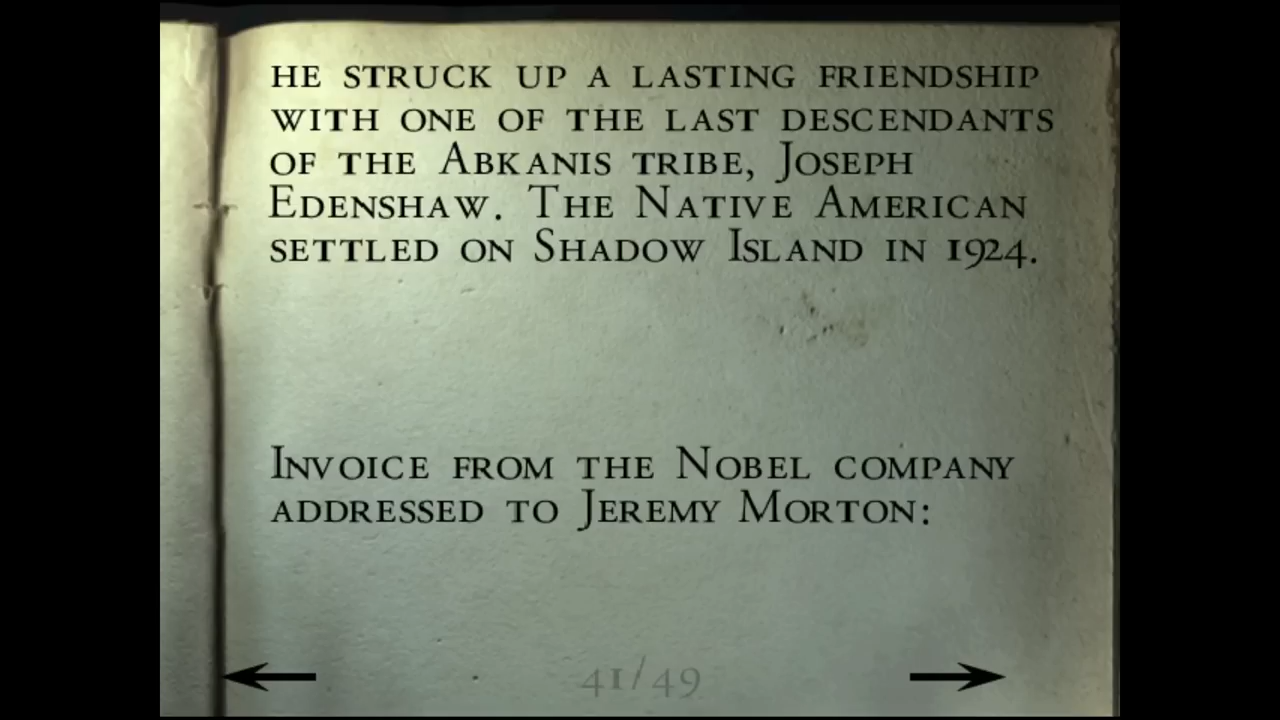 he struck up a lasting friendship
with one of the last descendants
of the Abkanis tribe, Joseph
Edenshaw. The Native American
settled on Shadow Island in 1924.
Invoice from the Nobel company
addressed to Jeremy Morton:
41/49